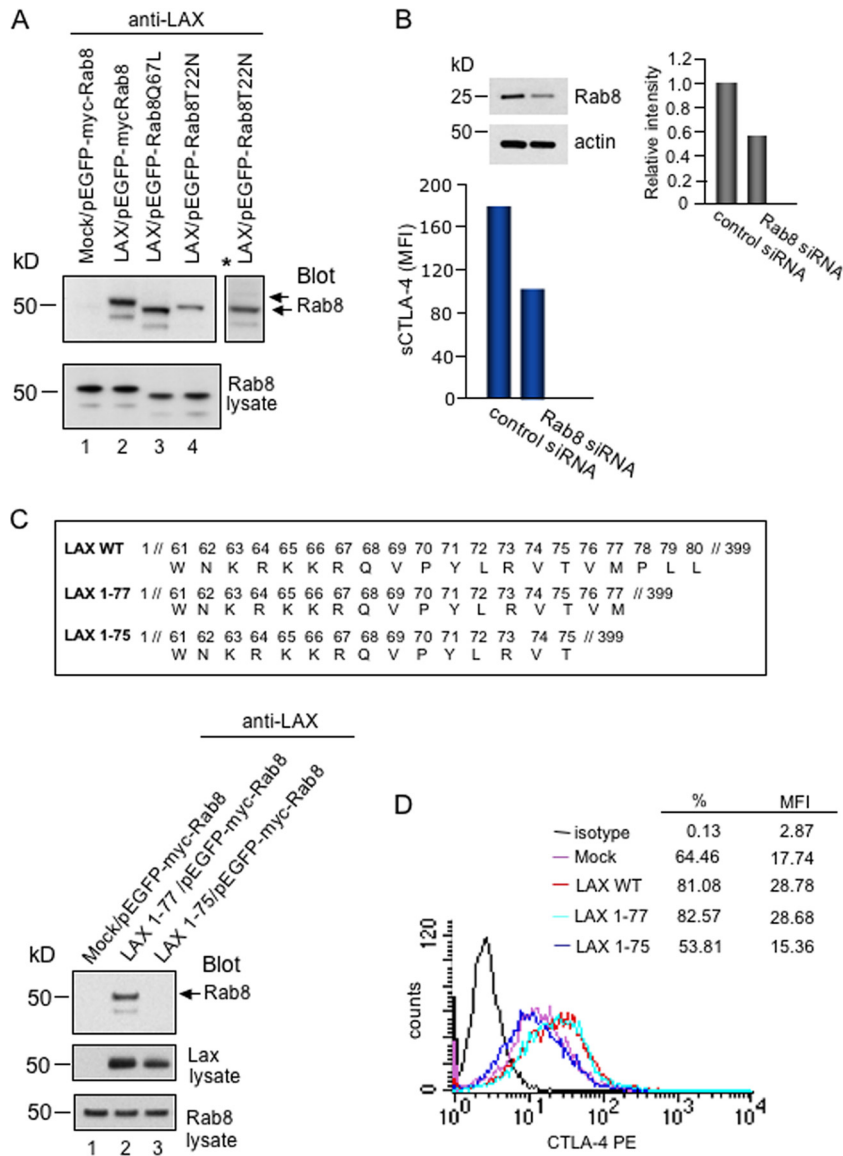 A
anti-LAX
Mock/pEGFP-myc-Rab8
LAX/pEGFP-mycRab8
LAX/pEGFP-Rab8Q67L
LAX/pEGFP-Rab8T22N
* LAX/pEGFP-Rab8T22N
kD
Blot
50
Rab8
50
Rab8
lysate
1 2 3 4
B
kD
25
Rab8
50
actin
Relative intensity
1.2
1.0
0.8
0.6
0.4
0.2
0
control siRNA
Rab8 siRNA
sCTLA-4 (MFI)
200
160
120
80
40
0
control siRNA
Rab8 siRNA
C
LAX WT 1 // 61 62 63 64 65 66 67 68 69 70 71 72 73 74 75 76 77 78 79 80 // 399
W N K R K K R Q V P Y L R V T V M P L L
LAX 1-77 1 // 61 62 63 64 65 66 67 68 69 70 71 72 73 74 75 76 77 // 399
W N K R K K R Q V P Y L R V T V M
LAX 1-75 1 // 61 62 63 64 65 66 67 68 69 70 71 72 73 74 75 // 399
W N K R K K R Q V P Y L R V T
anti-LAX
Mock/pEGFP-myc-Rab8
LAX 1-77 /pEGFP-myc-Rab8
LAX 1-75/pEGFP-myc-Rab8
kD
Blot
50
Rab8
50
Lax
lysate
50
Rab8
lysate
1 2 3
D
% MFI
isotype 0.13 2.87
Mock 64.46 17.74
LAX WT 81.08 28.78
LAX 1-77 82.57 28.68
LAX 1-75 53.81 15.36
120
counts
0
10^0 10^1 10^2 10^3 10^4
CTLA-4 PE